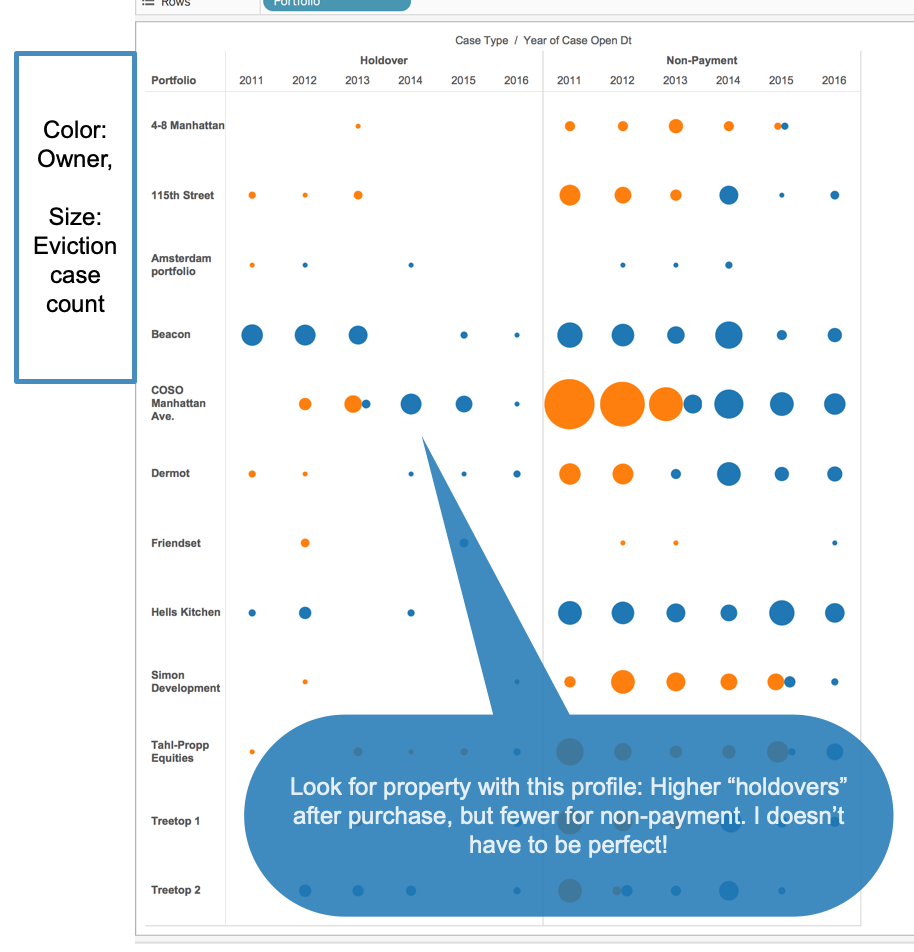 Rows
Portfolio
Case Type / Year of Case Open Dt
Holdover
Non-Payment
Portfolio
2011
2012
2013
2014
2015
2016
2011
2012
2013
2014
2015
2016
Color:
Owner,
Size:
Eviction
case
count
4-8 Manhattan
115th Street
Amsterdam
portfolio
Beacon
COSO
Manhattan
Ave.
Dermot
Friendset
Hells Kitchen
Simon
Development
Tahl-Propp
Equities
Treetop 1
Treetop 2
Look for property with this profile: Higher “holdovers”
after purchase, but fewer for non-payment. I doesn’t
have to be perfect!